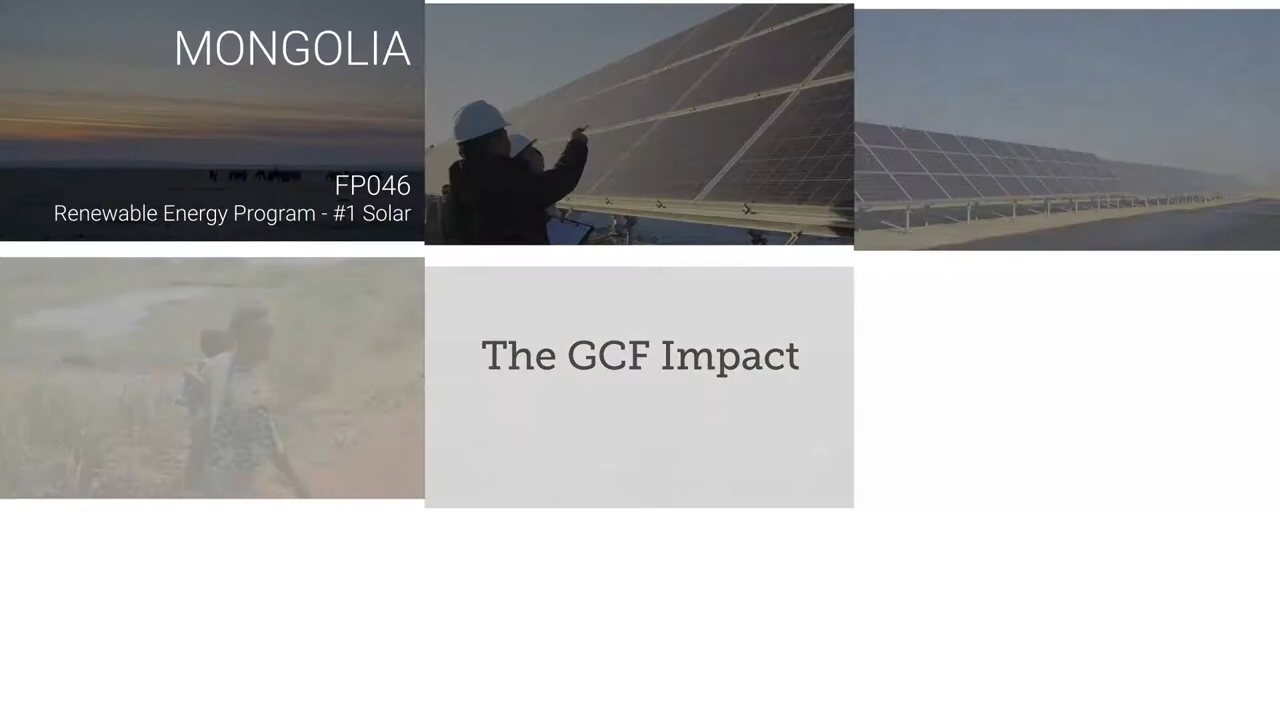 MONGOLIA
FP046
Renewable Energy Program - #1 Solar
The GCF Impact